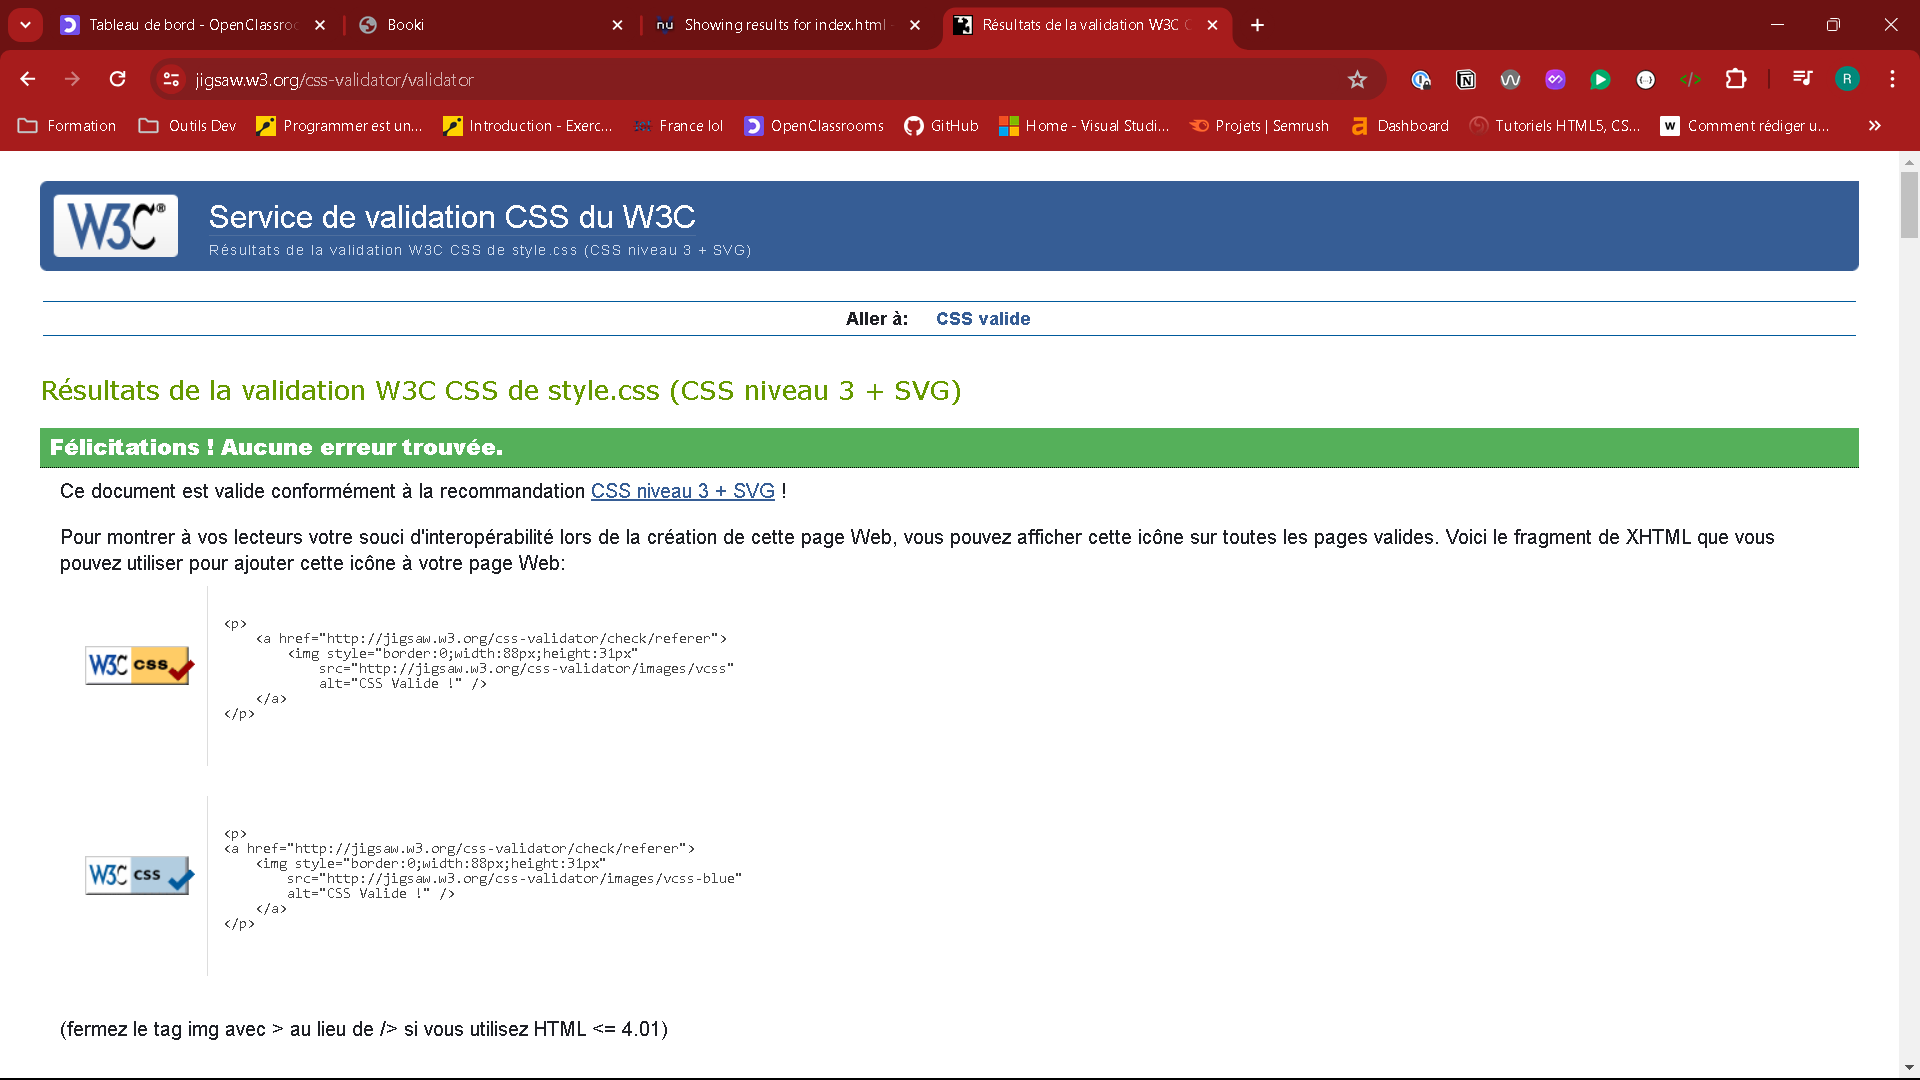 Tableau de bord - OpenClassroo
Booki
Showing results for index.html -
Résultats de la validation W3C C
jigsaw.w3.org/css-validator/validator
R
Formation
Outils Dev
Programmer est un...
Introduction - Exerc...
France Iol
OpenClassrooms
GitHub
Home - Visual Studi...
Projets | Semrush
Dashboard
Tutoriels HTML5, CS...
Comment rédiger u...
W3C®
Service de validation CSS du W3C
Résultats de la validation W3C CSS de style.css (CSS niveau 3 + SVG)
Aller à: CSS valide
Résultats de la validation W3C CSS de style.css (CSS niveau 3 + SVG)
Félicitations ! Aucune erreur trouvée.
Ce document est valide conformément à la recommandation CSS niveau 3 + SVG !
Pour montrer à vos lecteurs votre souci d'interopérabilité lors de la création de cette page Web, vous pouvez afficher cette icône sur toutes les pages valides. Voici le fragment de XHTML que vous
pouvez utiliser pour ajouter cette icône à votre page Web:
W3C css
<p>
<a href="http://jigsaw.w3.org/css-validator/check/referer">
<img style="border:0;width:88px;height:31px"
src="http://jigsaw.w3.org/css-validator/images/vcss"
alt="CSS Valide !" />
</a>
</p>
W3C css
<p>
<a href="http://jigsaw.w3.org/css-validator/check/referer">
<img style="border:0;width:88px;height:31px"
src="http://jigsaw.w3.org/css-validator/images/vcss-blue"
alt="CSS Valide !" />
</a>
</p>
(fermez le tag img avec > au lieu de /> si vous utilisez HTML <= 4.01)